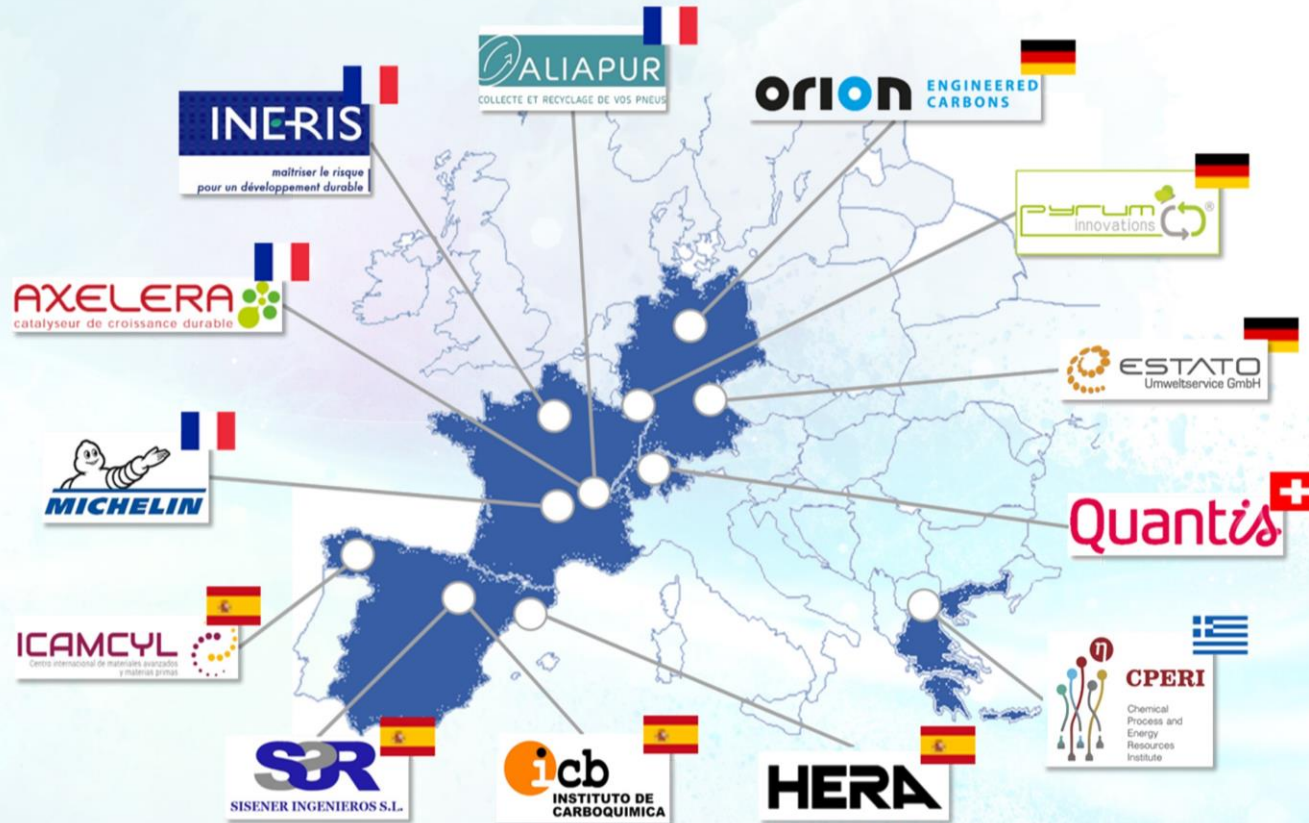 ALIAPUR
COLLECTE ET RECYCLAGE DE VOS PNEUS
orion ENGINEERED
CARBONS
INERIS
maîtriser le risque
pour un développement durable
pyrum
innovations
®
AXELERA
catalyseur de croissance durable
ESTATO
Umweltservice GmbH
MICHELIN
Quantis
ICAMCYL
Centro internacional de materiales avanzados
y materias primas
η
CPERI
Chemical
Process and
Energy
Resources
Institute
SSR
SISENER INGENIEROS S.L.
icb
INSTITUTO DE
CARBOQUIMICA
HERA